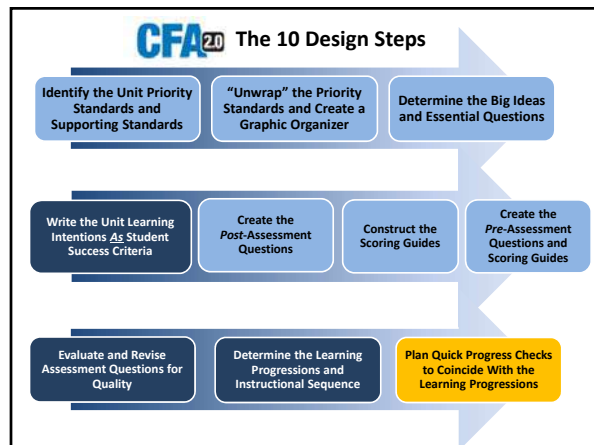 CFA 2.0 The 10 Design Steps
Identify the Unit Priority
Standards and
Supporting Standards
“Unwrap” the Priority
Standards and Create a
Graphic Organizer
Determine the Big Ideas
and Essential Questions
Write the Unit Learning
Intentions As Student
Success Criteria
Create the
Post-Assessment
Questions
Construct the
Scoring Guides
Create the
Pre-Assessment
Questions and
Scoring Guides
Evaluate and Revise
Assessment Questions for
Quality
Determine the Learning
Progressions and
Instructional Sequence
Plan Quick Progress Checks
to Coincide With the
Learning Progressions